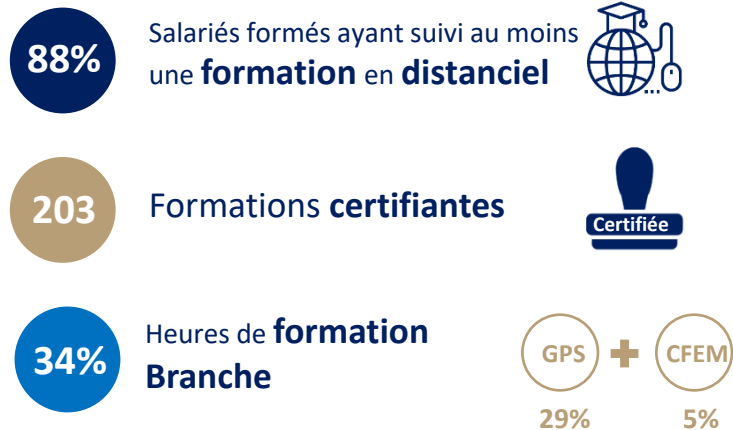 88%
Salariés formés ayant suivi au moins
une formation en distanciel
203
Formations certifiantes
Certifiée
34%
Heures de formation
Branche
GPS
CFEM
29%
5%